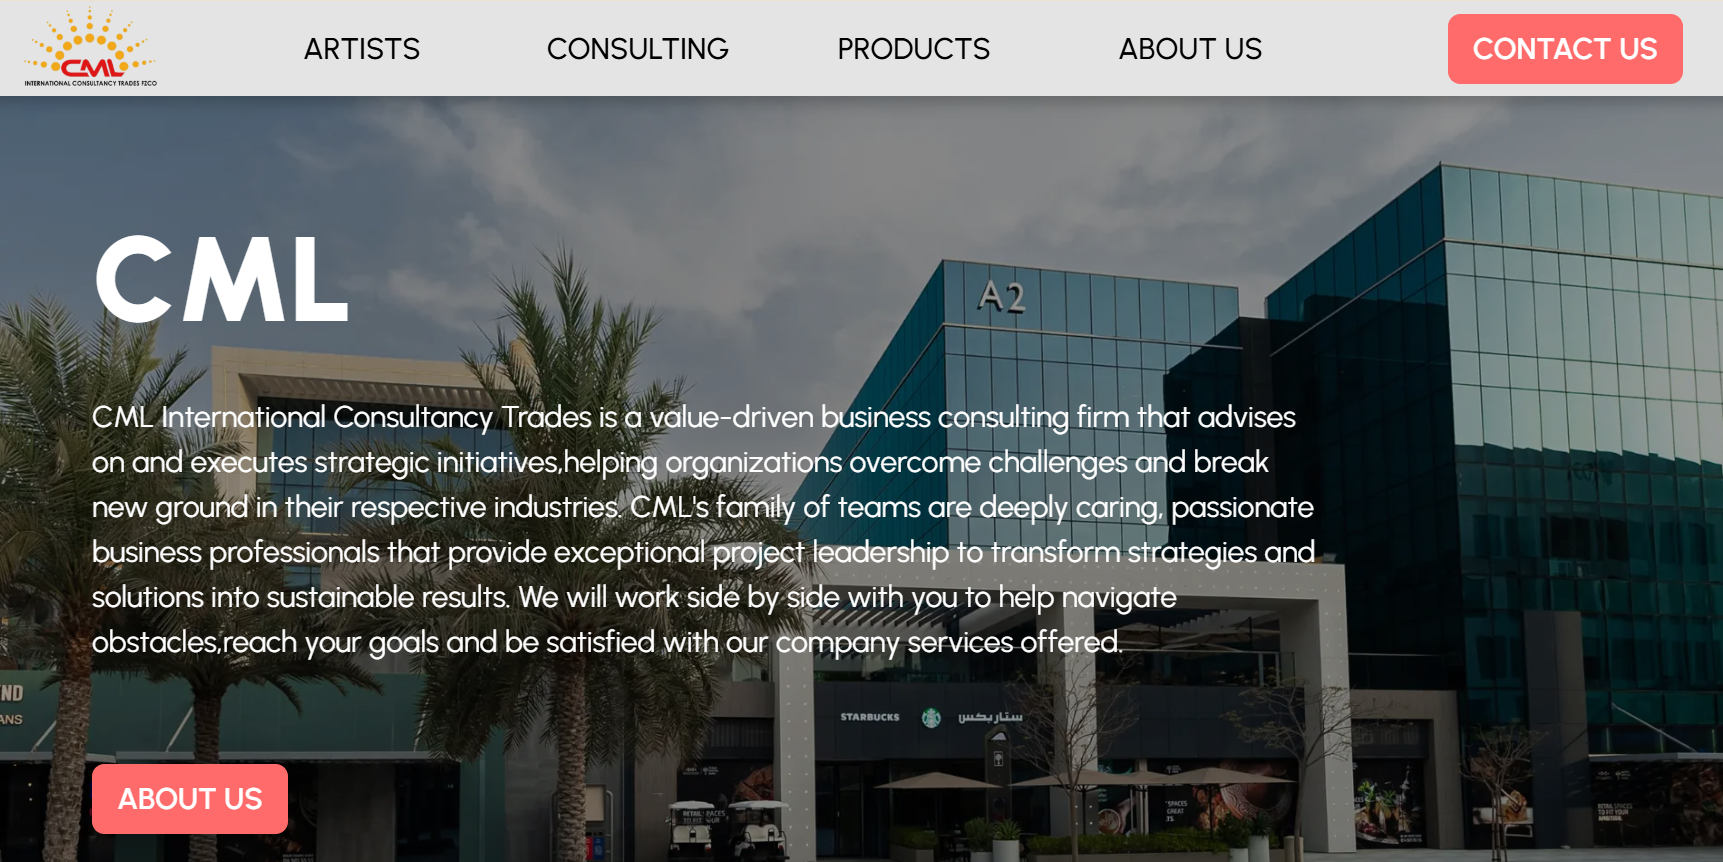 CML
INTERNATIONAL CONSULTANCY TRADES FZCO
ARTISTS
CONSULTING
PRODUCTS
ABOUT US
CONTACT US
CML
CML International Consultancy Trades is a value-driven business consulting firm that advises
on and executes strategic initiatives,helping organizations overcome challenges and break
new ground in their respective industries. CML's family of teams are deeply caring, passionate
business professionals that provide exceptional project leadership to transform strategies and
solutions into sustainable results. We will work side by side with you to help navigate
obstacles,reach your goals and be satisfied with our company services offered.
ABOUT US
A2
STARBUCKS
ستاربكس